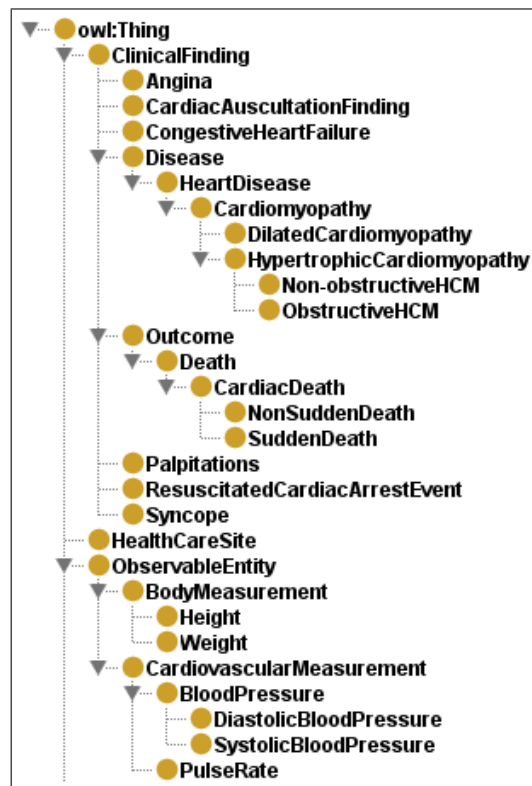 owl:Thing
ClinicalFinding
Angina
CardiacAuscultationFinding
CongestiveHeartFailure
Disease
HeartDisease
Cardiomyopathy
DilatedCardiomyopathy
HypertrophicCardiomyopathy
Non-obstructiveHCM
ObstructiveHCM
Outcome
Death
CardiacDeath
NonSuddenDeath
SuddenDeath
Palpitations
ResuscitatedCardiacArrestEvent
Syncope
HealthCareSite
ObservableEntity
BodyMeasurement
Height
Weight
CardiovascularMeasurement
BloodPressure
DiastolicBloodPressure
SystolicBloodPressure
PulseRate